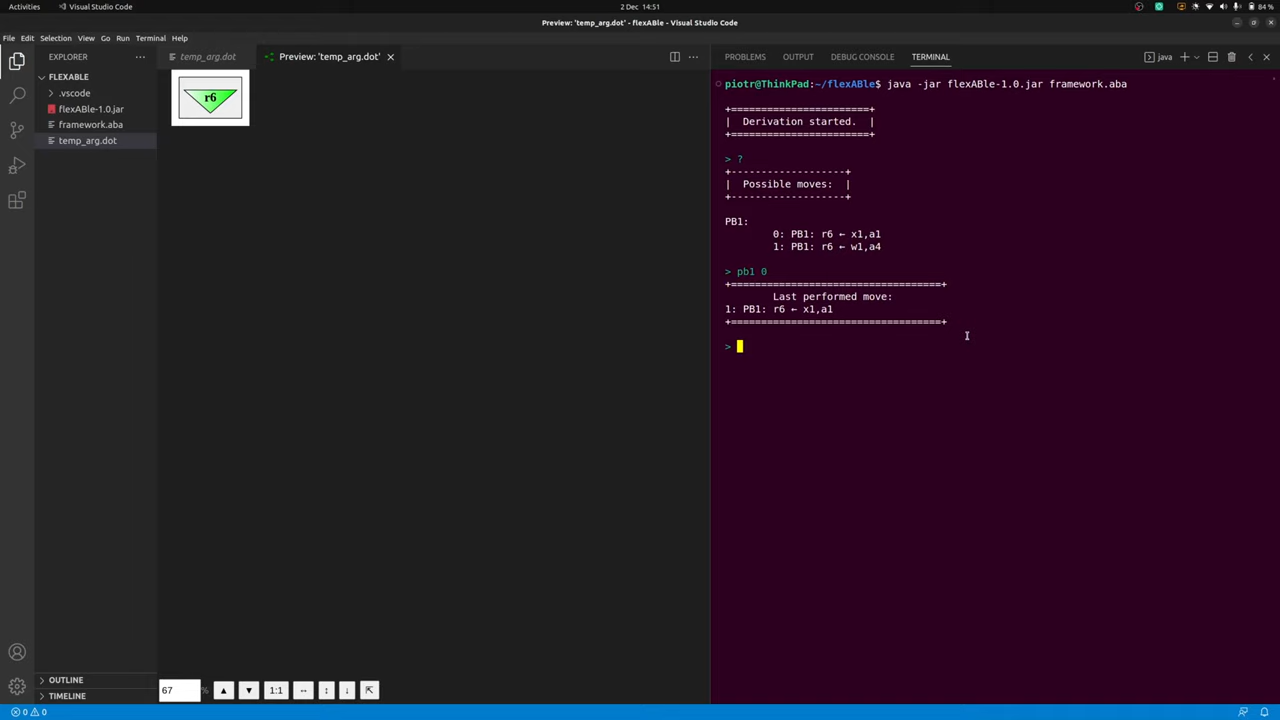 Activities
Visual Studio Code
2 Dec 14:51
84 %
Preview: 'temp_arg.dot' - flexABle - Visual Studio Code
File Edit Selection View Go Run Terminal Help
EXPLORER
FLEXABLE
.vscode
flexABle-1.0.jar
framework.aba
temp_arg.dot
OUTLINE
TIMELINE
temp_arg.dot
Preview: 'temp_arg.dot'
r6
67 %
1:1
PROBLEMS OUTPUT DEBUG CONSOLE TERMINAL
java
piotr@ThinkPad:~/flexABle$ java -jar flexABle-1.0.jar framework.aba
+======================+
| Derivation started. |
+======================+
> ?
+-------------------+
| Possible moves: |
+-------------------+
PB1:
0: PB1: r6 ← x1,a1
1: PB1: r6 ← w1,a4
> pb1 0
+==================================+
Last performed move:
1: PB1: r6 ← x1,a1
+==================================+
>
0 0